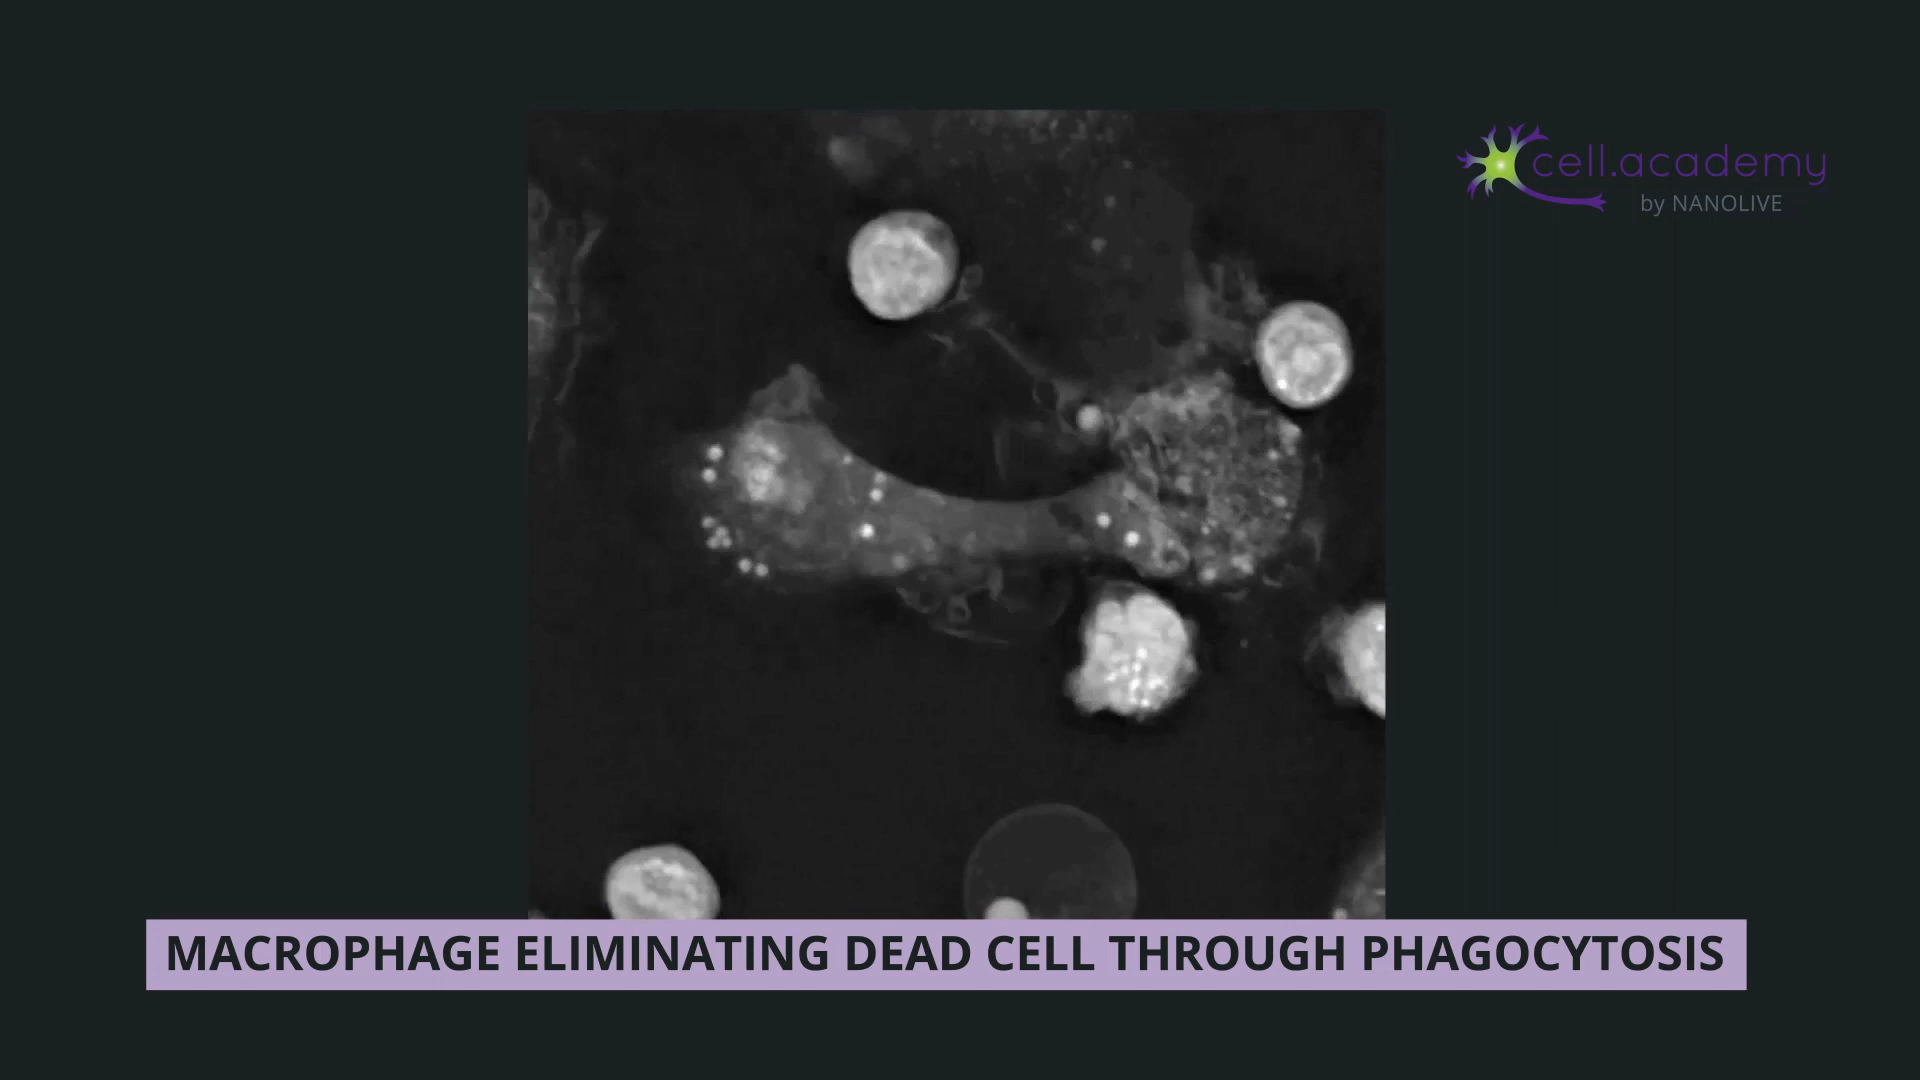 cell.academy
by NANOLIVE
MACROPHAGE ELIMINATING DEAD CELL THROUGH PHAGOCYTOSIS